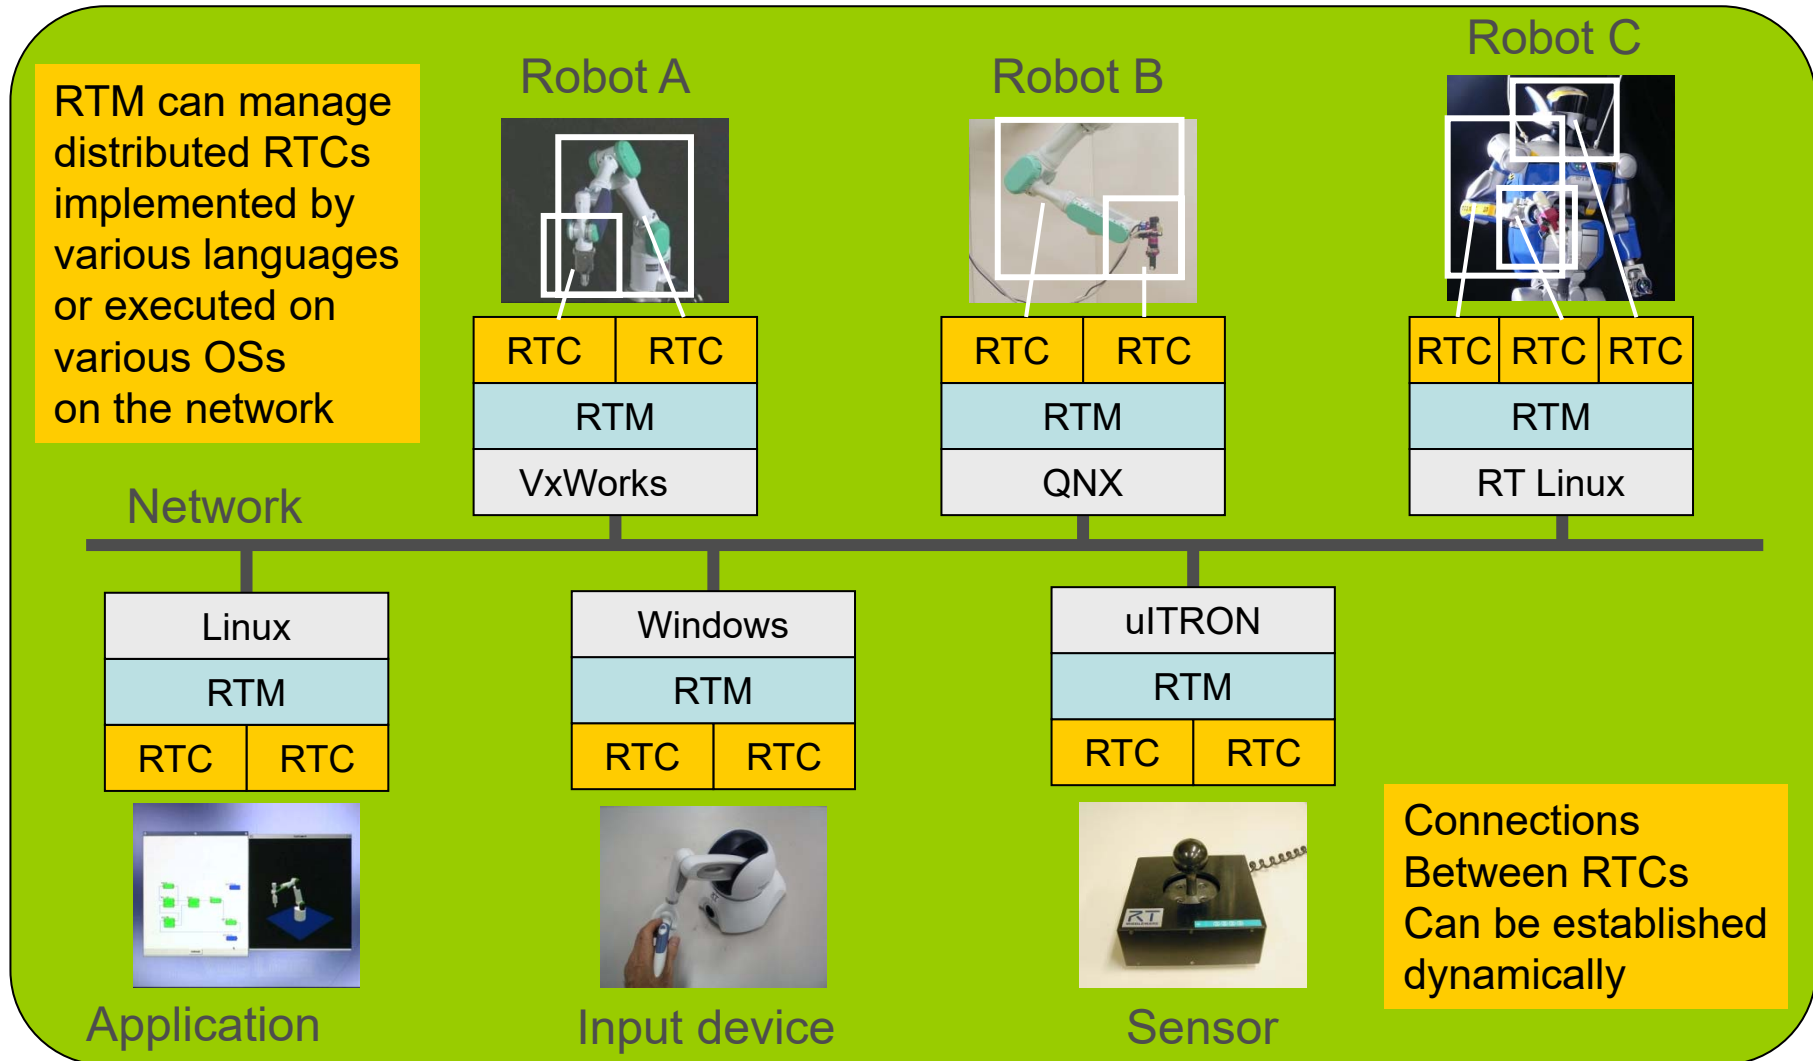 Robot A
Robot B
Robot C
RTM can manage
distributed RTCs
implemented by
various languages
or executed on
various OSs
on the network
RTC RTC
RTM
VxWorks
RTC RTC
RTM
QNX
RTC RTC RTC
RTM
RT Linux
Network
Linux
RTM
RTC RTC
Windows
RTM
RTC RTC
uITRON
RTM
RTC RTC
RT
Connections
Between RTCs
Can be established
dynamically
Application
Input device
Sensor